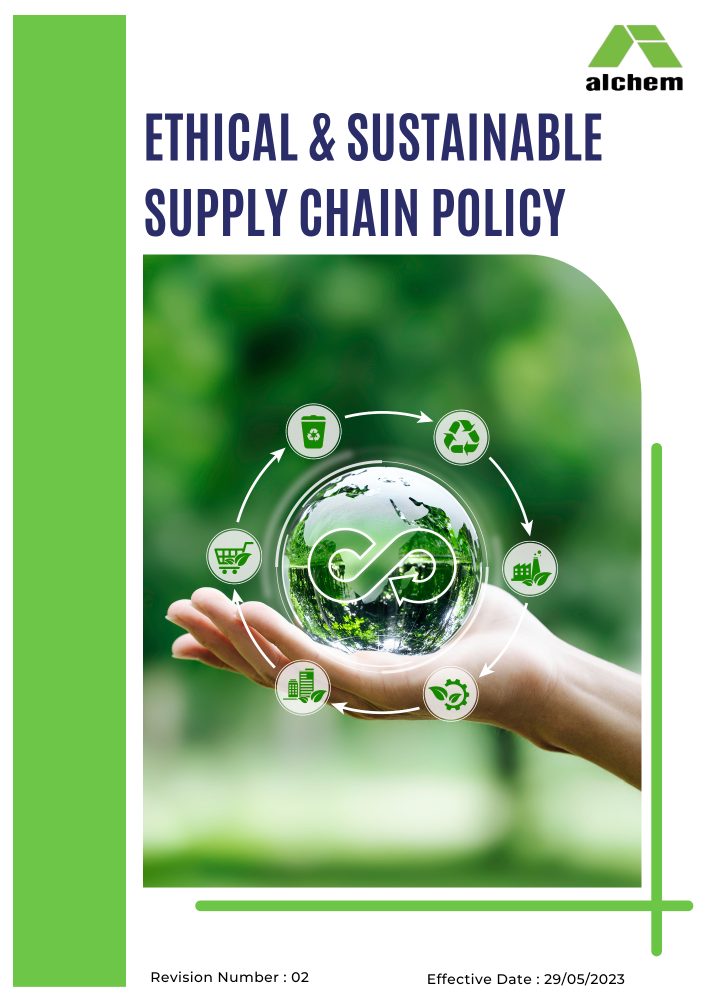 alchem
ETHICAL & SUSTAINABLE
SUPPLY CHAIN POLICY
Revision Number : 02
Effective Date : 29/05/2023